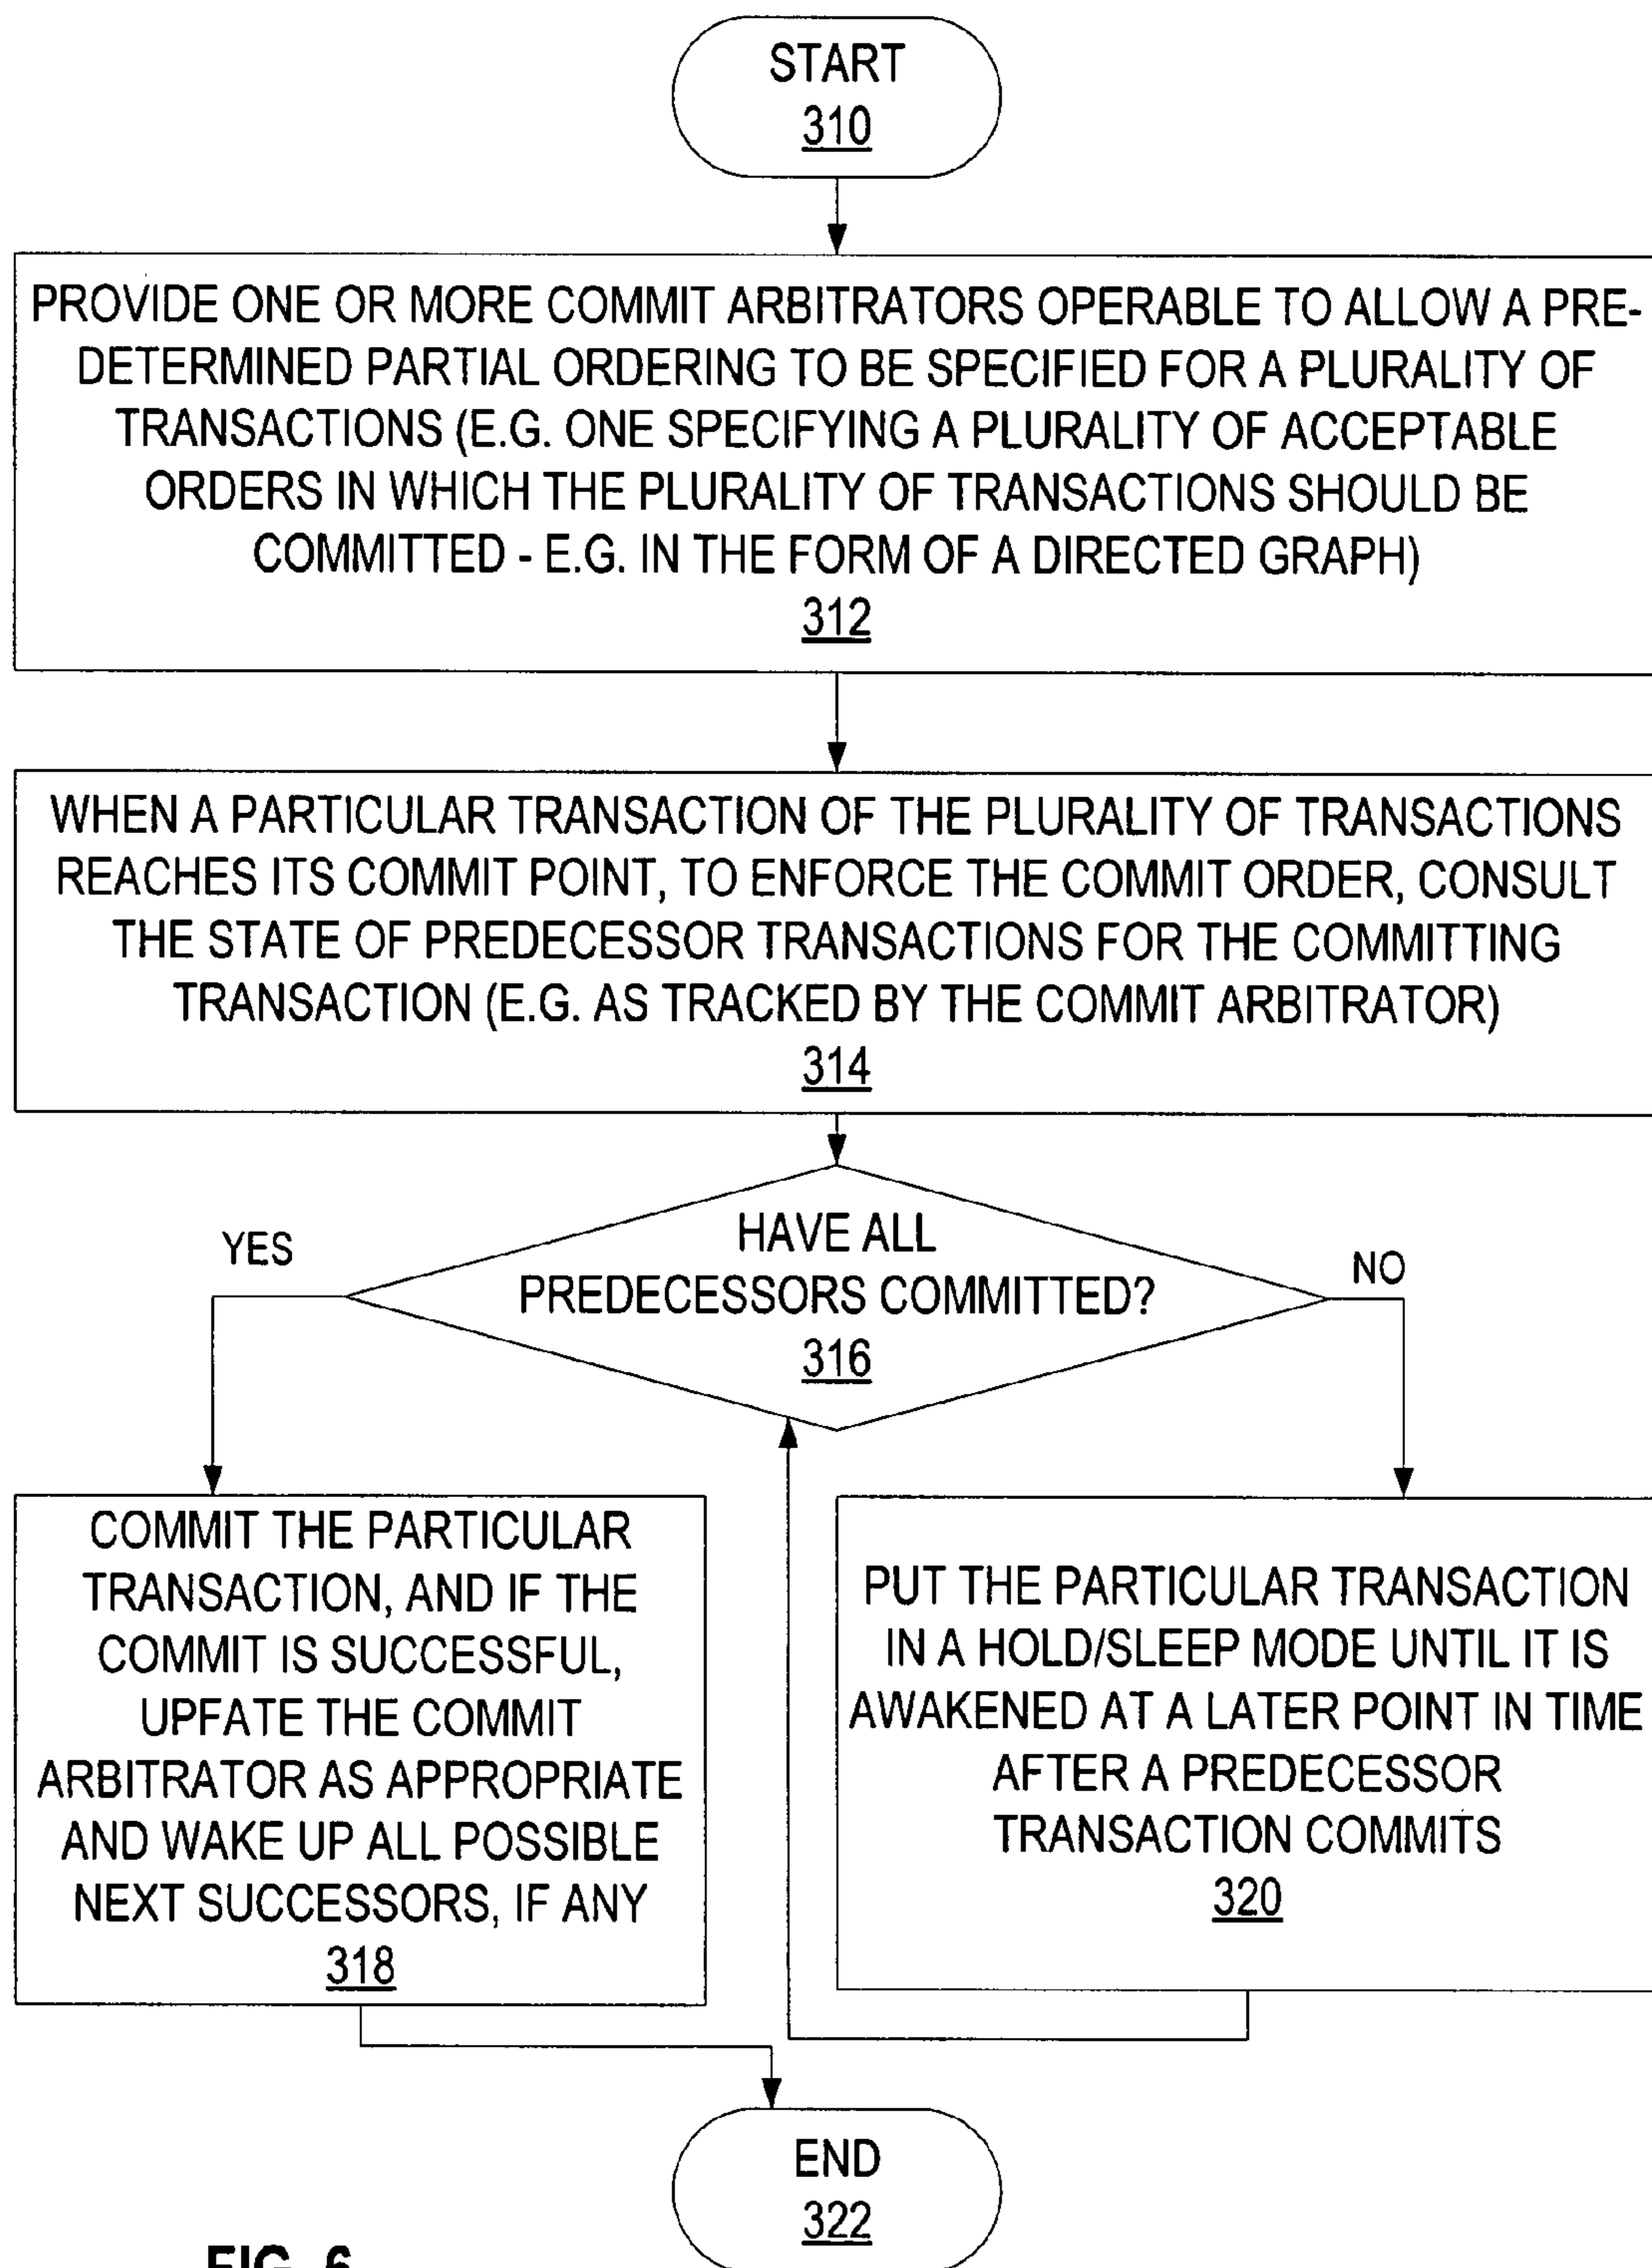 START
310
PROVIDE ONE OR MORE COMMIT ARBITRATORS OPERABLE TO ALLOW A PRE-
DETERMINED PARTIAL ORDERING TO BE SPECIFIED FOR A PLURALITY OF
TRANSACTIONS (E.G. ONE SPECIFYING A PLURALITY OF ACCEPTABLE
ORDERS IN WHICH THE PLURALITY OF TRANSACTIONS SHOULD BE
COMMITTED - E.G. IN THE FORM OF A DIRECTED GRAPH)
312
WHEN A PARTICULAR TRANSACTION OF THE PLURALITY OF TRANSACTIONS
REACHES ITS COMMIT POINT, TO ENFORCE THE COMMIT ORDER, CONSULT
THE STATE OF PREDECESSOR TRANSACTIONS FOR THE COMMITTING
TRANSACTION (E.G. AS TRACKED BY THE COMMIT ARBITRATOR)
314
HAVE ALL
PREDECESSORS COMMITTED?
316
YES
NO
COMMIT THE PARTICULAR
TRANSACTION, AND IF THE
COMMIT IS SUCCESSFUL,
UPFATE THE COMMIT
ARBITRATOR AS APPROPRIATE
AND WAKE UP ALL POSSIBLE
NEXT SUCCESSORS, IF ANY
318
PUT THE PARTICULAR TRANSACTION
IN A HOLD/SLEEP MODE UNTIL IT IS
AWAKENED AT A LATER POINT IN TIME
AFTER A PREDECESSOR
TRANSACTION COMMITS
320
END
322
FIG. 6